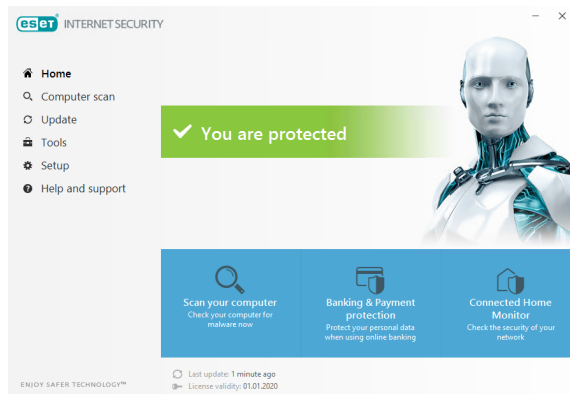 eset INTERNET SECURITY
Home
Computer scan
Update
Tools
Setup
Help and support
You are protected
Scan your computer
Check your computer for
malware now
Banking & Payment
protection
Protect your personal data
when using online banking
Connected Home
Monitor
Check the security of your
network
Last update: 1 minute ago
License validity: 01.01.2020
ENJOY SAFER TECHNOLOGY™